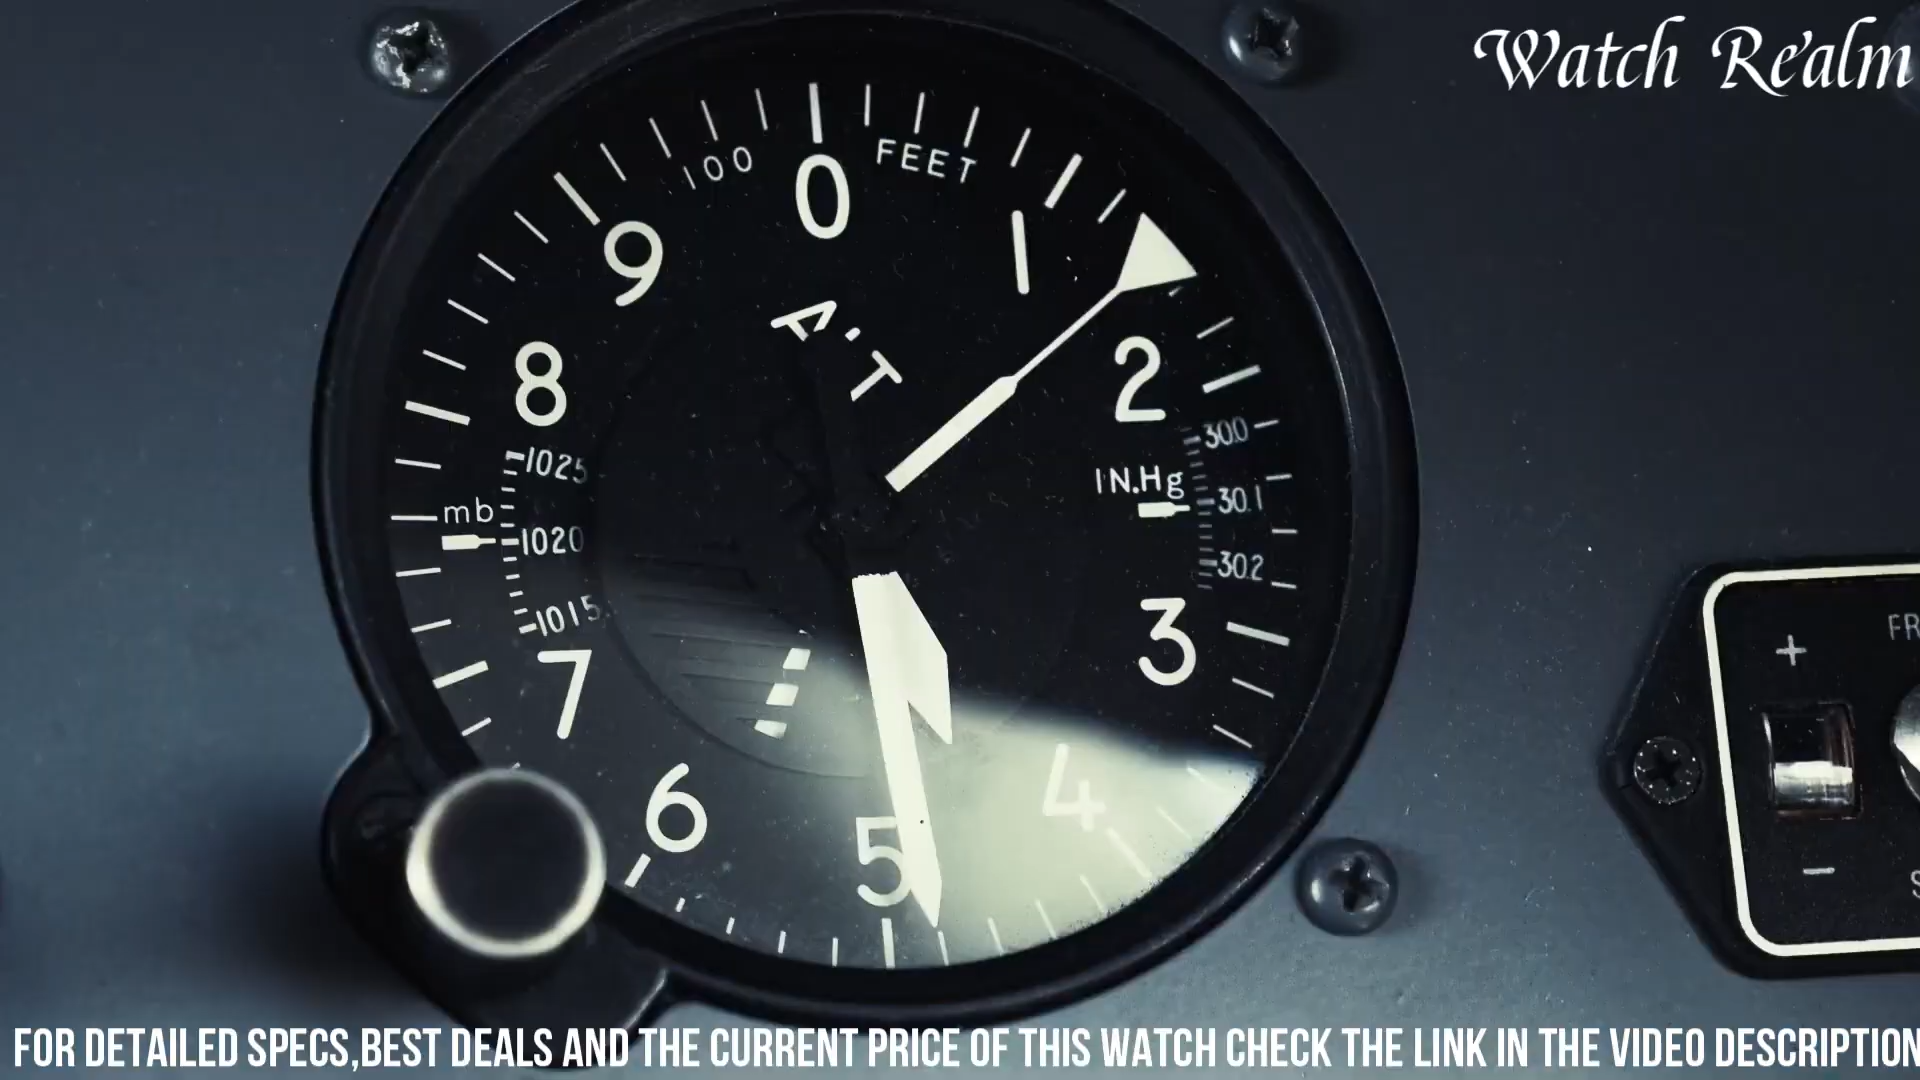 Watch Realm
100 FEET
0
1
2
3
4
5
6
7
8
9
ALT
mb
1025
1020
1015
IN.Hg
30.0
30.1
30.2
+
FR
-
S
FOR DETAILED SPECS,BEST DEALS AND THE CURRENT PRICE OF THIS WATCH CHECK THE LINK IN THE VIDEO DESCRIPTION